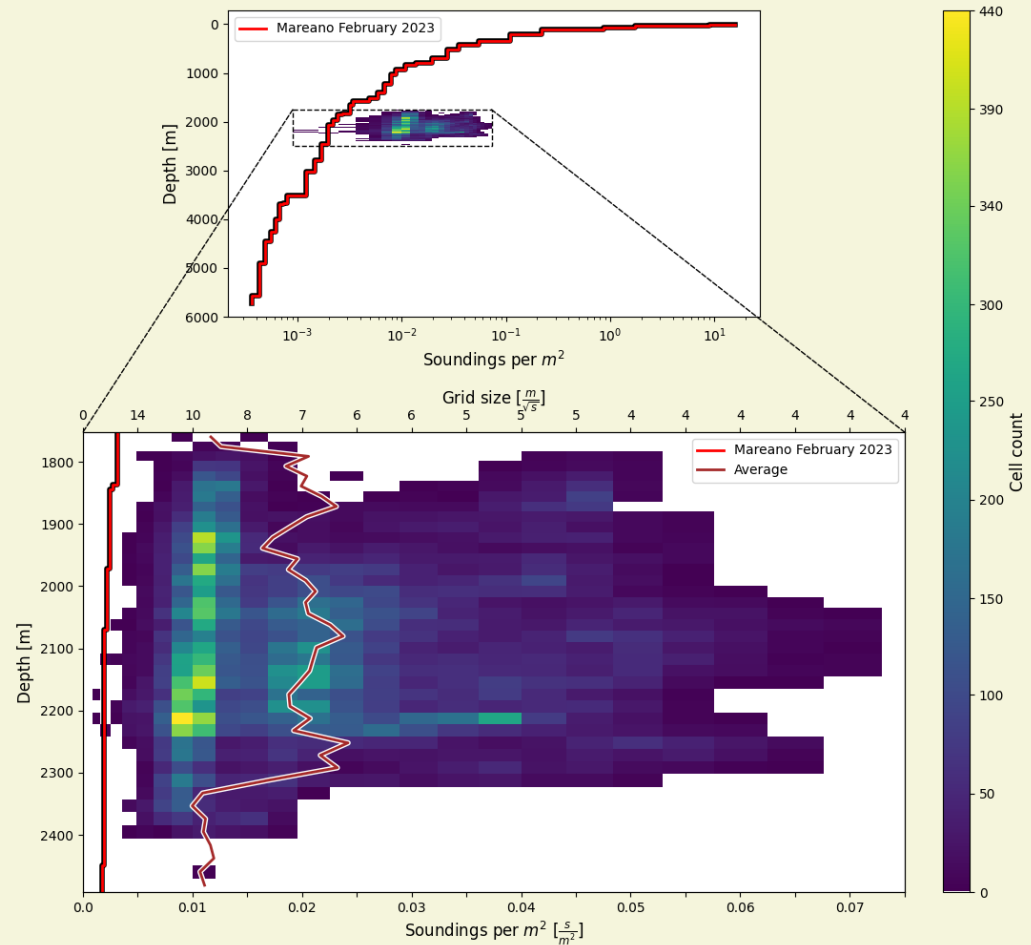 0
1000
2000
3000
4000
5000
6000
Depth [m]
Mareano February 2023
10⁻³ 10⁻² 10⁻¹ 10⁰ 10¹
Soundings per m²
Grid size [m/√s]
0 14 10 8 7 6 6 5 5 5 4 4 4 4 4 4
1800
1900
2000
2100
2200
2300
2400
Depth [m]
Mareano February 2023
Average
0.0 0.01 0.02 0.03 0.04 0.05 0.06 0.07
Soundings per m² [s/m²]
440
390
340
300
250
200
150
100
50
0
Cell count